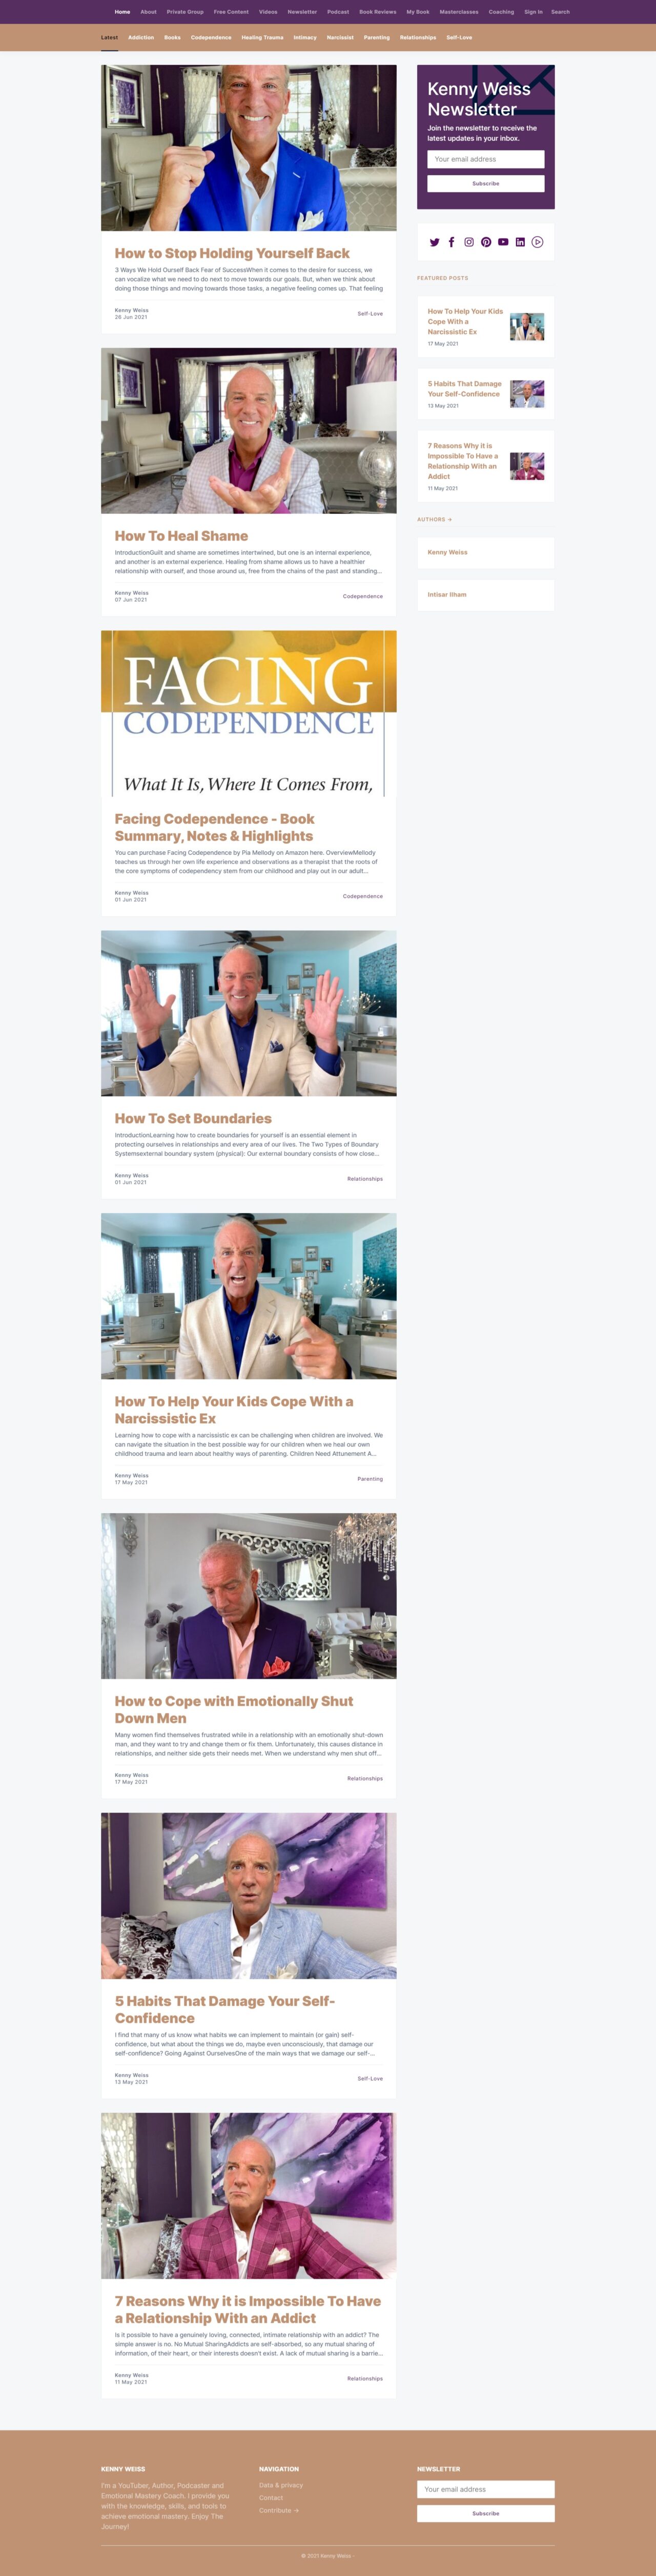 Home About Private Group Free Content Videos Newsletter Podcast Book Reviews My Book Masterclasses Coaching Sign In Search
Latest Addiction Books Codependence Healing Trauma Intimacy Narcissist Parenting Relationships Self-Love
How to Stop Holding Yourself Back
3 Ways We Hold Ourself Back Fear of SuccessWhen it comes to the desire for success, we
can vocalize what we need to do next to move towards our goals. But, when we think about
doing those things and moving towards those tasks, a negative feeling comes up. That feeling
Kenny Weiss
28 Jun 2021
Self-Love
How To Heal Shame
IntroductionGuilt and shame are sometimes intertwined, but one is an internal experience,
and another is an external experience. Healing from shame allows us to have a healthier
relationship with ourself, and those around us, free from the chains of the past and standing...
Kenny Weiss
07 Jun 2021
Codependence
FACING
CODEPENDENCE
What It Is, Where It Comes From,
Facing Codependence - Book
Summary, Notes & Highlights
You can purchase Facing Codependence by Pia Mellody on Amazon here. OverviewMellody
teaches us through her own life experience and observations as a therapist that the roots of
the core symptoms of codependency stem from our childhood and play out in our adult...
Kenny Weiss
01 Jun 2021
Codependence
How To Set Boundaries
IntroductionLearning how to create boundaries for yourself is an essential element in
protecting ourselves in relationships and every area of our lives. The Two Types of Boundary
Systemsexternal boundary system (physical): Our external boundary consists of how close...
Kenny Weiss
01 Jun 2021
Relationships
How To Help Your Kids Cope With a
Narcissistic Ex
Learning how to cope with a narcissistic ex can be challenging when children are involved. We
can navigate the situation in the best possible way for our children when we heal our own
childhood trauma and learn about healthy ways of parenting. Children Need Attunement A...
Kenny Weiss
17 May 2021
Parenting
How to Cope with Emotionally Shut
Down Men
Many women find themselves frustrated while in a relationship with an emotionally shut-down
man, and they want to try and change them or fix them. Unfortunately, this causes distance in
relationships, and neither side gets their needs met. When we understand why men shut off...
Kenny Weiss
17 May 2021
Relationships
5 Habits That Damage Your Self-
Confidence
I find that many of us know what habits we can implement to maintain (or gain) self-
confidence, but what about the things we do, maybe even unconsciously, that damage our
self-confidence? Going Against OurselvesOne of the main ways that we damage our self-...
Kenny Weiss
13 May 2021
Self-Love
7 Reasons Why it is Impossible To Have
a Relationship With an Addict
Is it possible to have a genuinely loving, connected, intimate relationship with an addict? The
simple answer is no. No Mutual SharingAddicts are self-absorbed, so any mutual sharing of
information, of their heart, or their interests doesn't exist. A lack of mutual sharing is a barrie...
Kenny Weiss
11 May 2021
Relationships
Kenny Weiss
Newsletter
Join the newsletter to receive the
latest updates in your inbox.
Your email address
Subscribe
FEATURED POSTS
How To Help Your Kids
Cope With a
Narcissistic Ex
17 May 2021
5 Habits That Damage
Your Self-Confidence
13 May 2021
7 Reasons Why it is
Impossible To Have a
Relationship With an
Addict
11 May 2021
AUTHORS →
Kenny Weiss
Intisar Ilham
KENNY WEISS
I'm a YouTuber, Author, Podcaster and
Emotional Mastery Coach. I provide you
with the knowledge, skills, and tools to
achieve emotional mastery. Enjoy The
Journey!
NAVIGATION
Data & privacy
Contact
Contribute →
NEWSLETTER
Your email address
Subscribe
© 2021 Kenny Weiss -